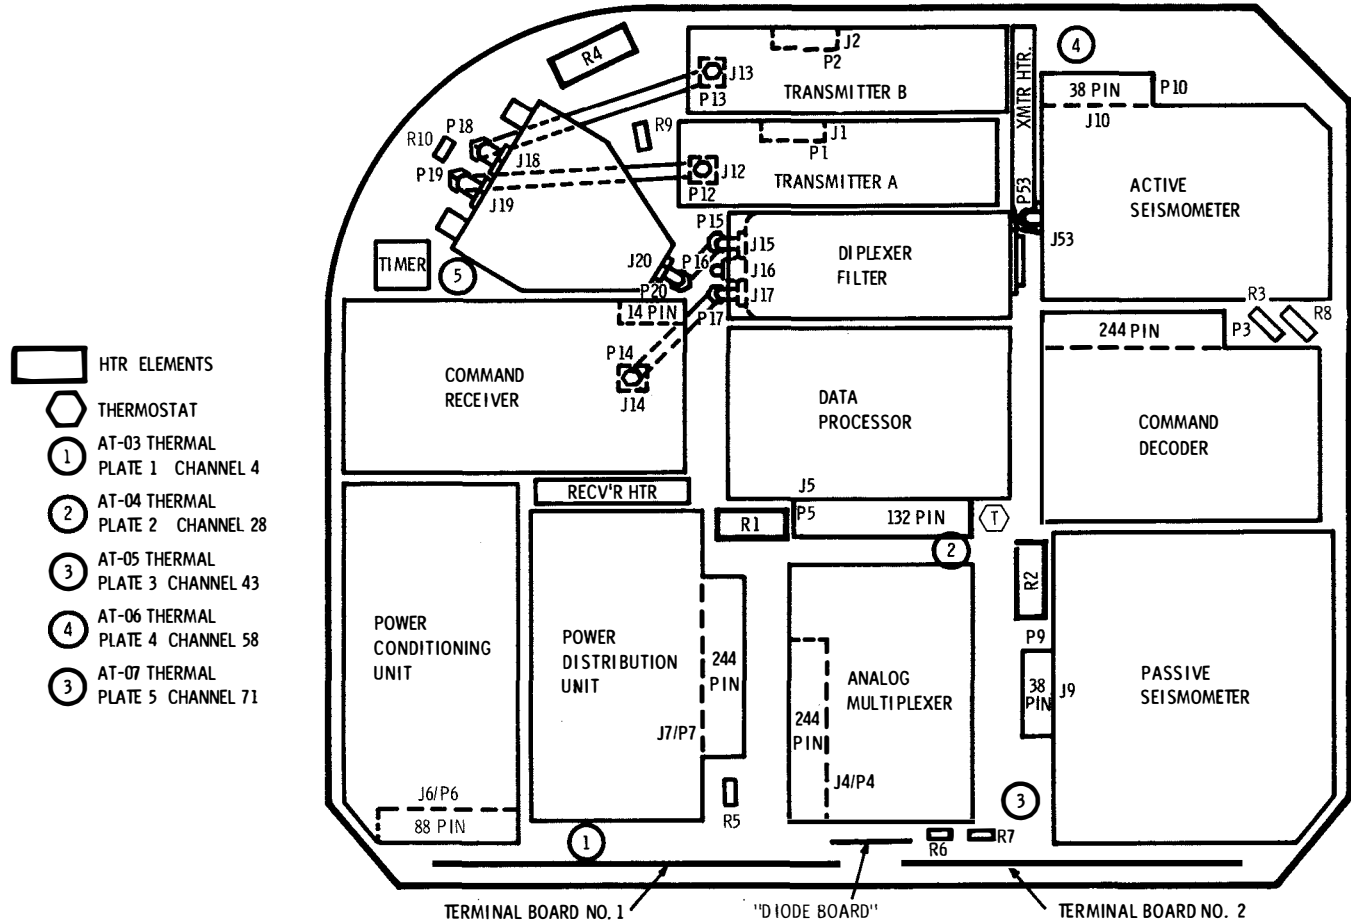 R4
J2
P2
J13
P13
TRANSMITTER B
XMTR HTR.
4
38 PIN
P10
J10
R10
P18
R9
J18
J1
P1
P19
J19
J12
P12
TRANSMITTER A
P53
ACTIVE
SEISMOMETER
J53
P15
J15
J20
P16
J16
DIPLEXER
FILTER
TIMER
5
P20
J17
P17
14 PIN
R3
R8
P3
244 PIN
HTR ELEMENTS
THERMOSTAT
1
AT-03 THERMAL
PLATE 1 CHANNEL 4
2
AT-04 THERMAL
PLATE 2 CHANNEL 28
3
AT-05 THERMAL
PLATE 3 CHANNEL 43
4
AT-06 THERMAL
PLATE 4 CHANNEL 58
3
AT-07 THERMAL
PLATE 5 CHANNEL 71
COMMAND
RECEIVER
P14
J14
DATA
PROCESSOR
COMMAND
DECODER
J5
RECV'R HTR
R1
P5
132 PIN
T
2
R2
POWER
CONDITIONING
UNIT
POWER
DISTRIBUTION
UNIT
244
PIN
J7/P7
ANALOG
MULTIPLEXER
244
PIN
J4/P4
P9
38
PIN
J9
PASSIVE
SEISMOMETER
J6/P6
88 PIN
R5
3
1
R6
R7
TERMINAL BOARD NO. 1
"DIODE BOARD"
TERMINAL BOARD NO. 2